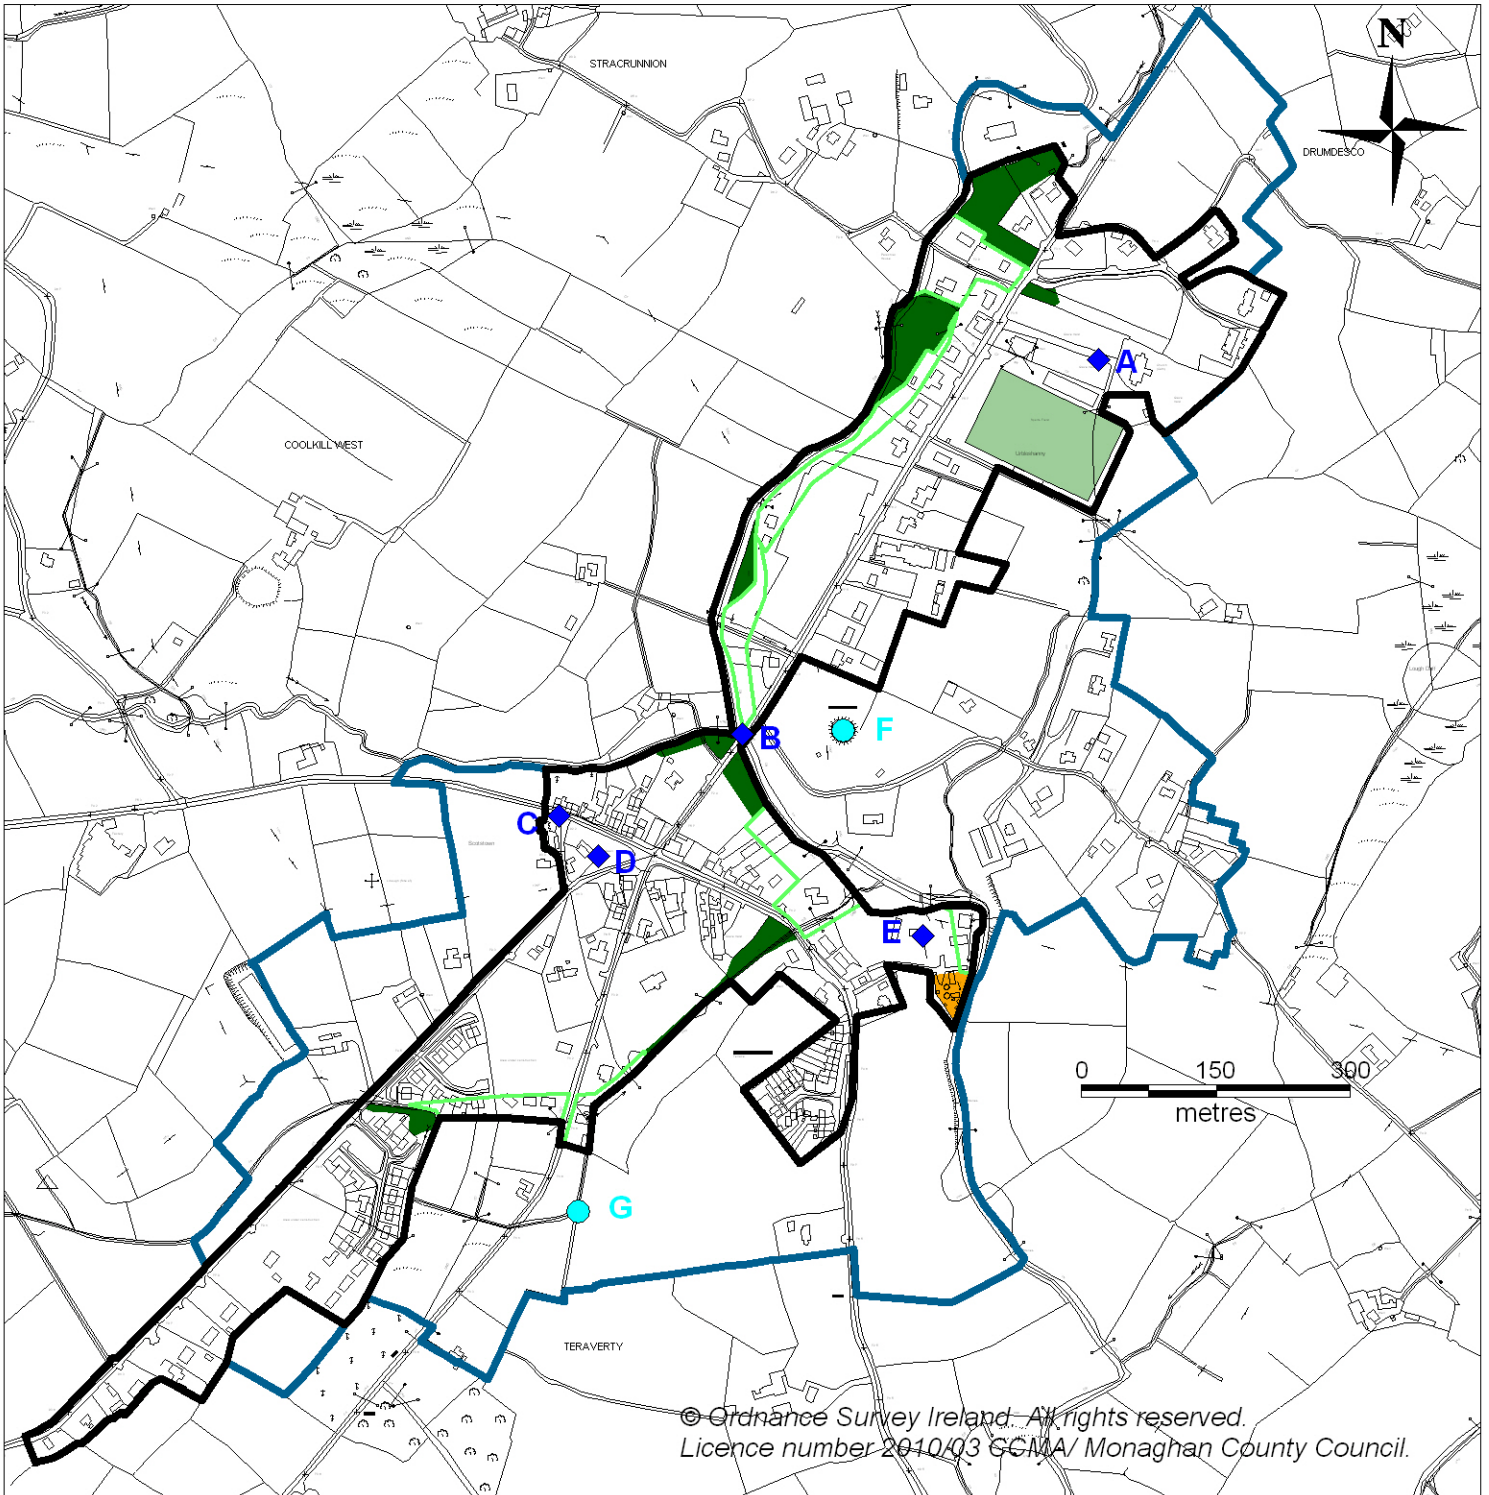 N
STRACRUNNION
DRUMDESCO
A
COOLKILL WEST
F
B
C
D
E
0 150 300
metres
G
TERAVERTY
© Ordnance Survey Ireland. All rights reserved.
Licence number 2010/03 CCMA/ Monaghan County Council.